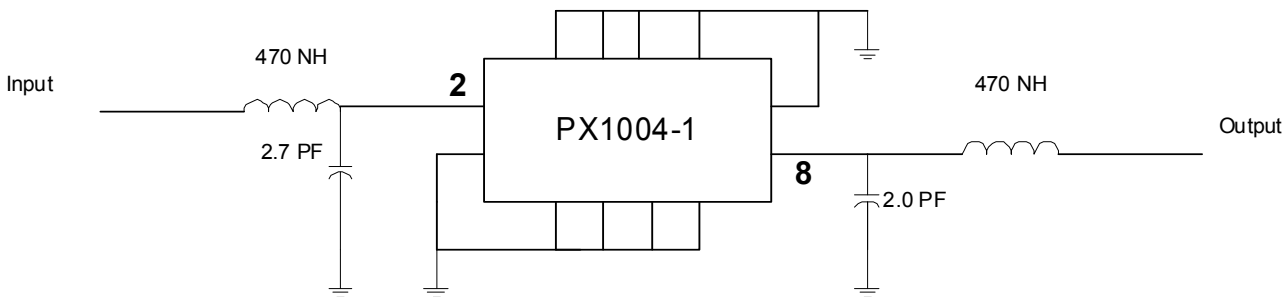 470 NH
Input
2
470 NH
PX1004-1
Output
2.7 PF
8
2.0 PF